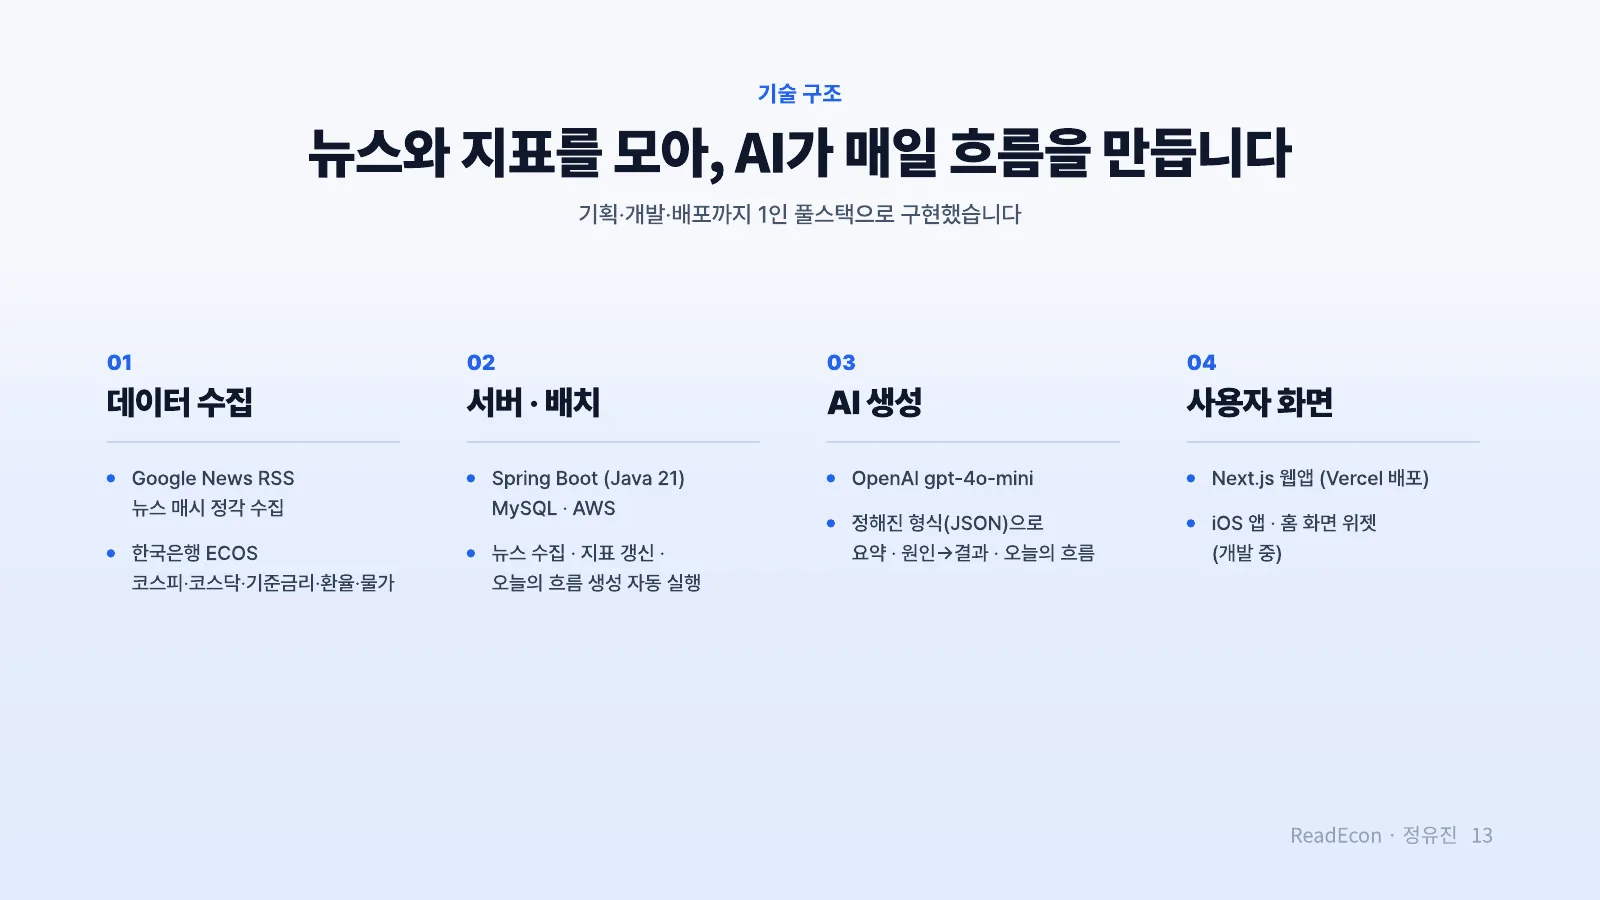 기술 구조
뉴스와 지표를 모아, AI가 매일 흐름을 만듭니다
기획·개발·배포까지 1인 풀스택으로 구현했습니다
01
데이터 수집
Google News RSS
뉴스 매시 정각 수집
한국은행 ECOS
코스피·코스닥·기준금리·환율·물가
02
서버 · 배치
Spring Boot (Java 21)
MySQL · AWS
뉴스 수집 · 지표 갱신 ·
오늘의 흐름 생성 자동 실행
03
AI 생성
OpenAI gpt-4o-mini
정해진 형식(JSON)으로
요약 · 원인→결과 · 오늘의 흐름
04
사용자 화면
Next.js 웹앱 (Vercel 배포)
iOS 앱 · 홈 화면 위젯
(개발 중)
ReadEcon · 정유진 13